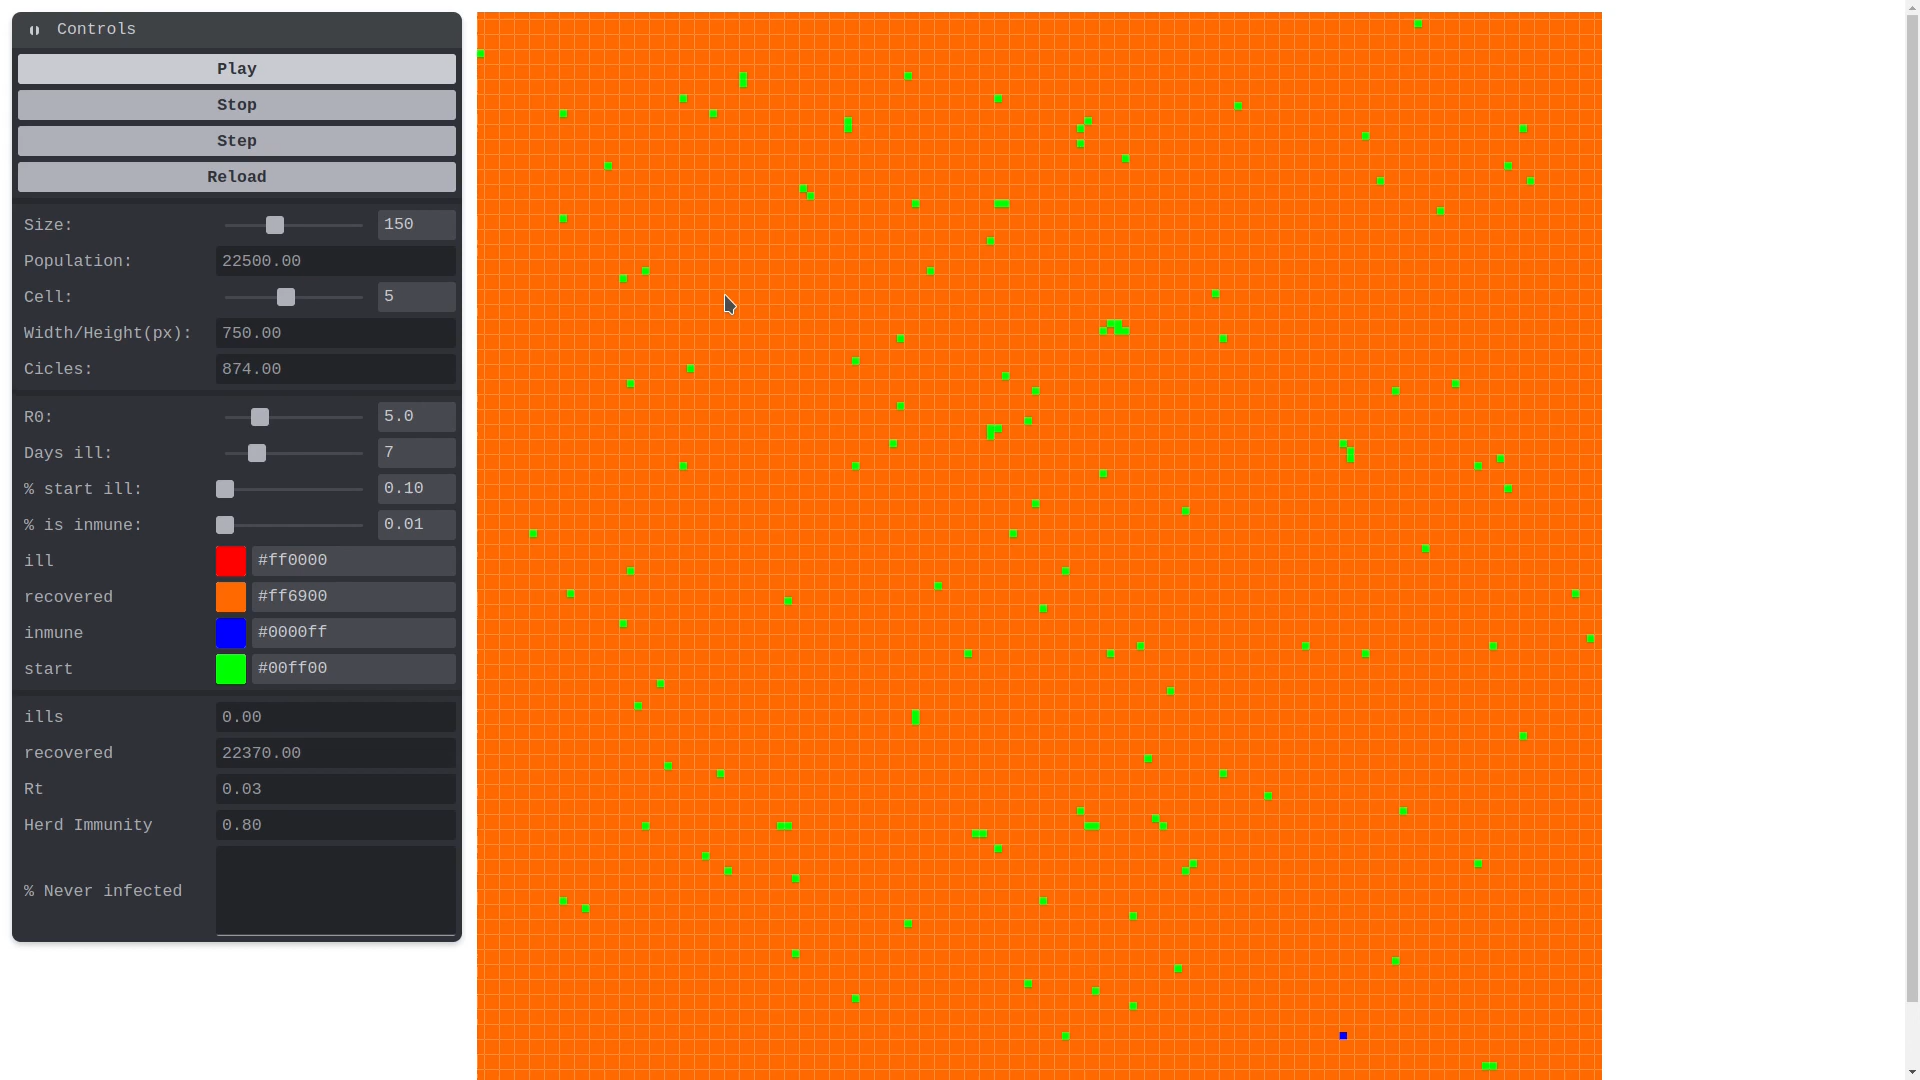 Controls
Play
Stop
Step
Reload
Size: 150
Population: 22500.00
Cell: 5
Width/Height(px): 750.00
Cicles: 874.00
R0: 5.0
Days ill: 7
% start ill: 0.10
% is inmune: 0.01
ill #ff0000
recovered #ff6900
inmune #0000ff
start #00ff00
ills 0.00
recovered 22370.00
Rt 0.03
Herd Immunity 0.80
% Never infected